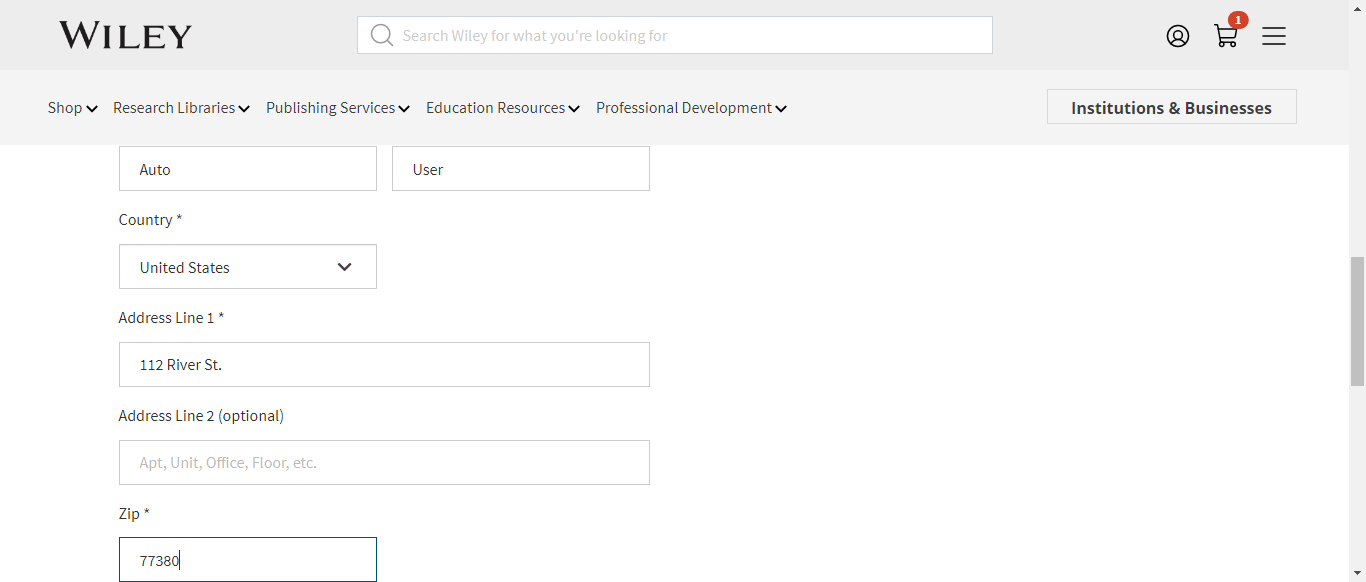 WILEY
Search Wiley for what you're looking for
1
Shop Research Libraries Publishing Services Education Resources Professional Development Institutions & Businesses
Auto User
Country *
United States
Address Line 1 *
112 River St.
Address Line 2 (optional)
Apt, Unit, Office, Floor, etc.
Zip *
77380